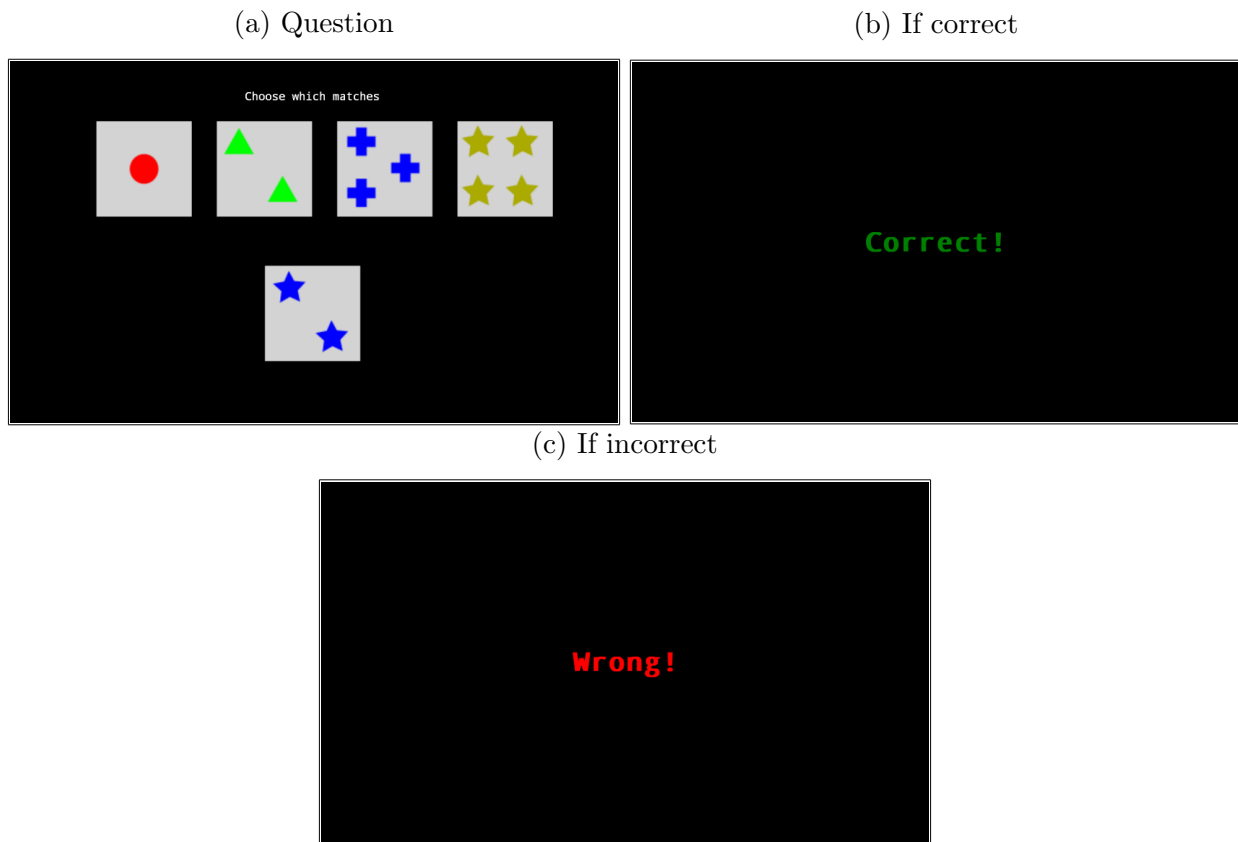 (a) Question
(b) If correct
Choose which matches
Correct!
(c) If incorrect
Wrong!